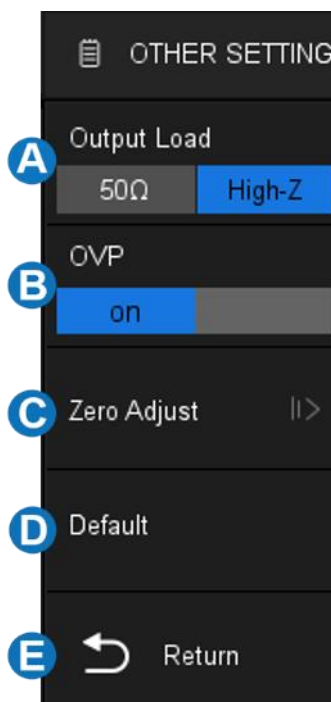 OTHER SETTING
A
Output Load
50Ω High-Z
B
OVP
on
C Zero Adjust
D Default
E Return